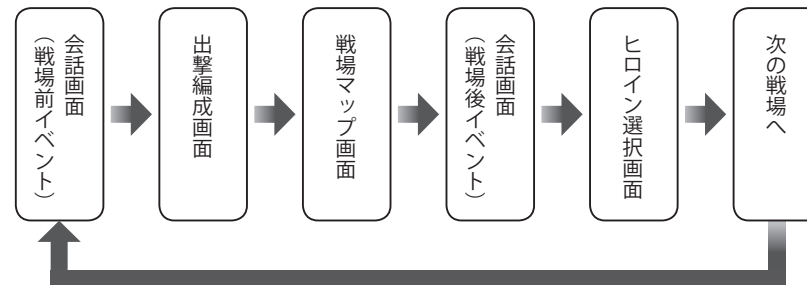 会話画面
（戦場前イベント）
出撃編成画面
戦場マップ画面
会話画面
（戦場後イベント）
ヒロイン選択画面
次の戦場へ